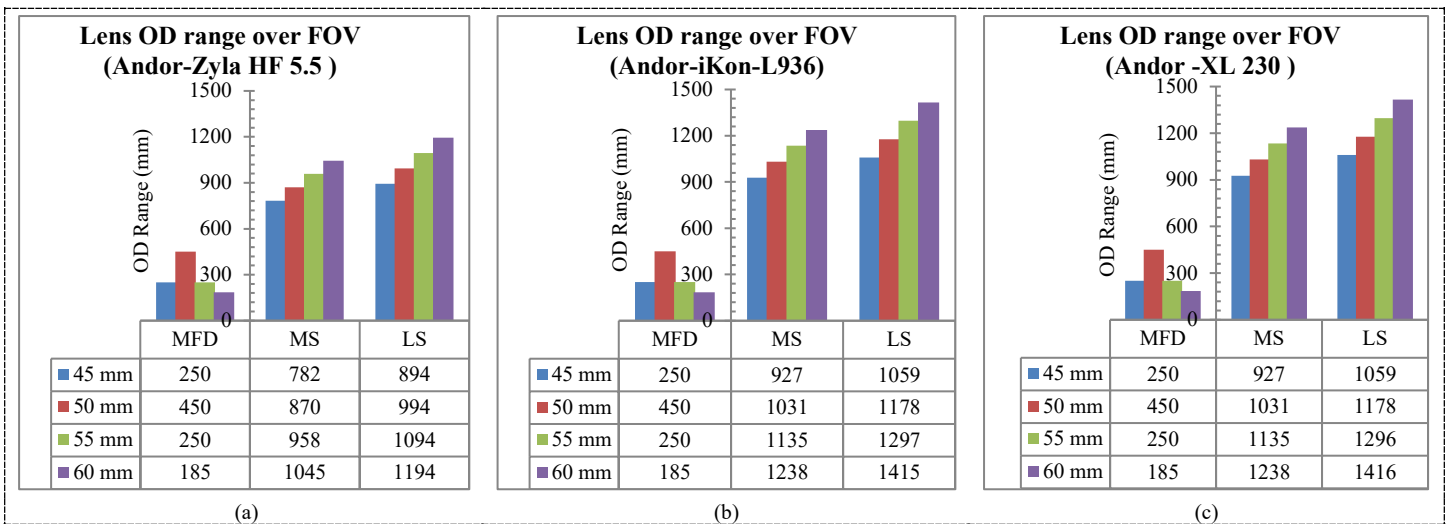 Lens OD range over FOV
(Andor-Zyla HF 5.5 )
OD Range (mm)
1500
1200
900
600
300
0
MFD MS LS
45 mm 250 782 894
50 mm 450 870 994
55 mm 250 958 1094
60 mm 185 1045 1194
(a)
Lens OD range over FOV
(Andor-iKon-L936)
OD Range (mm)
1500
1200
900
600
300
0
MFD MS LS
45 mm 250 927 1059
50 mm 450 1031 1178
55 mm 250 1135 1297
60 mm 185 1238 1415
(b)
Lens OD range over FOV
(Andor -XL 230 )
OD Range (mm)
1500
1200
900
600
300
0
MFD MS LS
45 mm 250 927 1059
50 mm 450 1031 1178
55 mm 250 1135 1296
60 mm 185 1238 1416
(c)